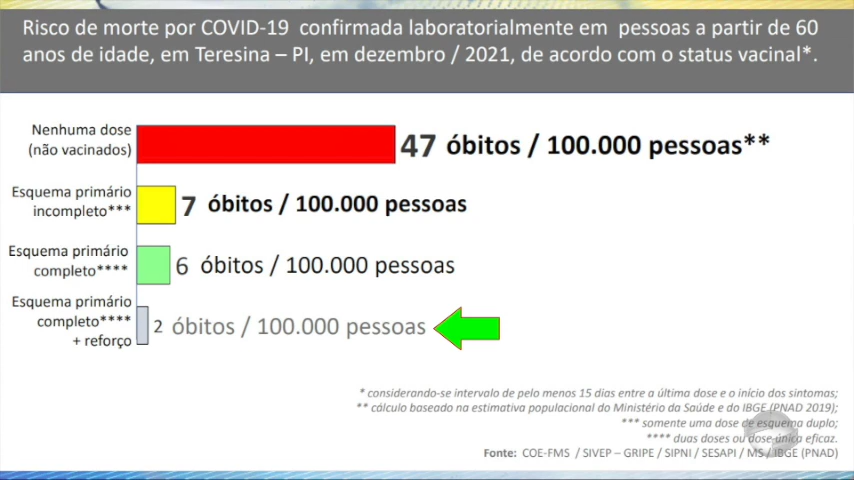 Risco de morte por COVID-19 confirmada laboratorialmente em pessoas a partir de 60
anos de idade, em Teresina – PI, em dezembro / 2021, de acordo com o status vacinal*.
Nenhuma dose
(não vacinados)
47 óbitos / 100.000 pessoas**
Esquema primário
incompleto***
7 óbitos / 100.000 pessoas
Esquema primário
completo****
6 óbitos / 100.000 pessoas
Esquema primário
completo****
+ reforço
2 óbitos / 100.000 pessoas
* considerando-se intervalo de pelo menos 15 dias entre a última dose e o início dos sintomas;
** cálculo baseado na estimativa populacional do Ministério da Saúde e do IBGE (PNAD 2019);
*** somente uma dose de esquema duplo;
**** duas doses ou dose única eficaz.
Fonte: COE-FMS / SIVEP – GRIPE / SIPNI / SESAPI / MS / IBGE (PNAD)